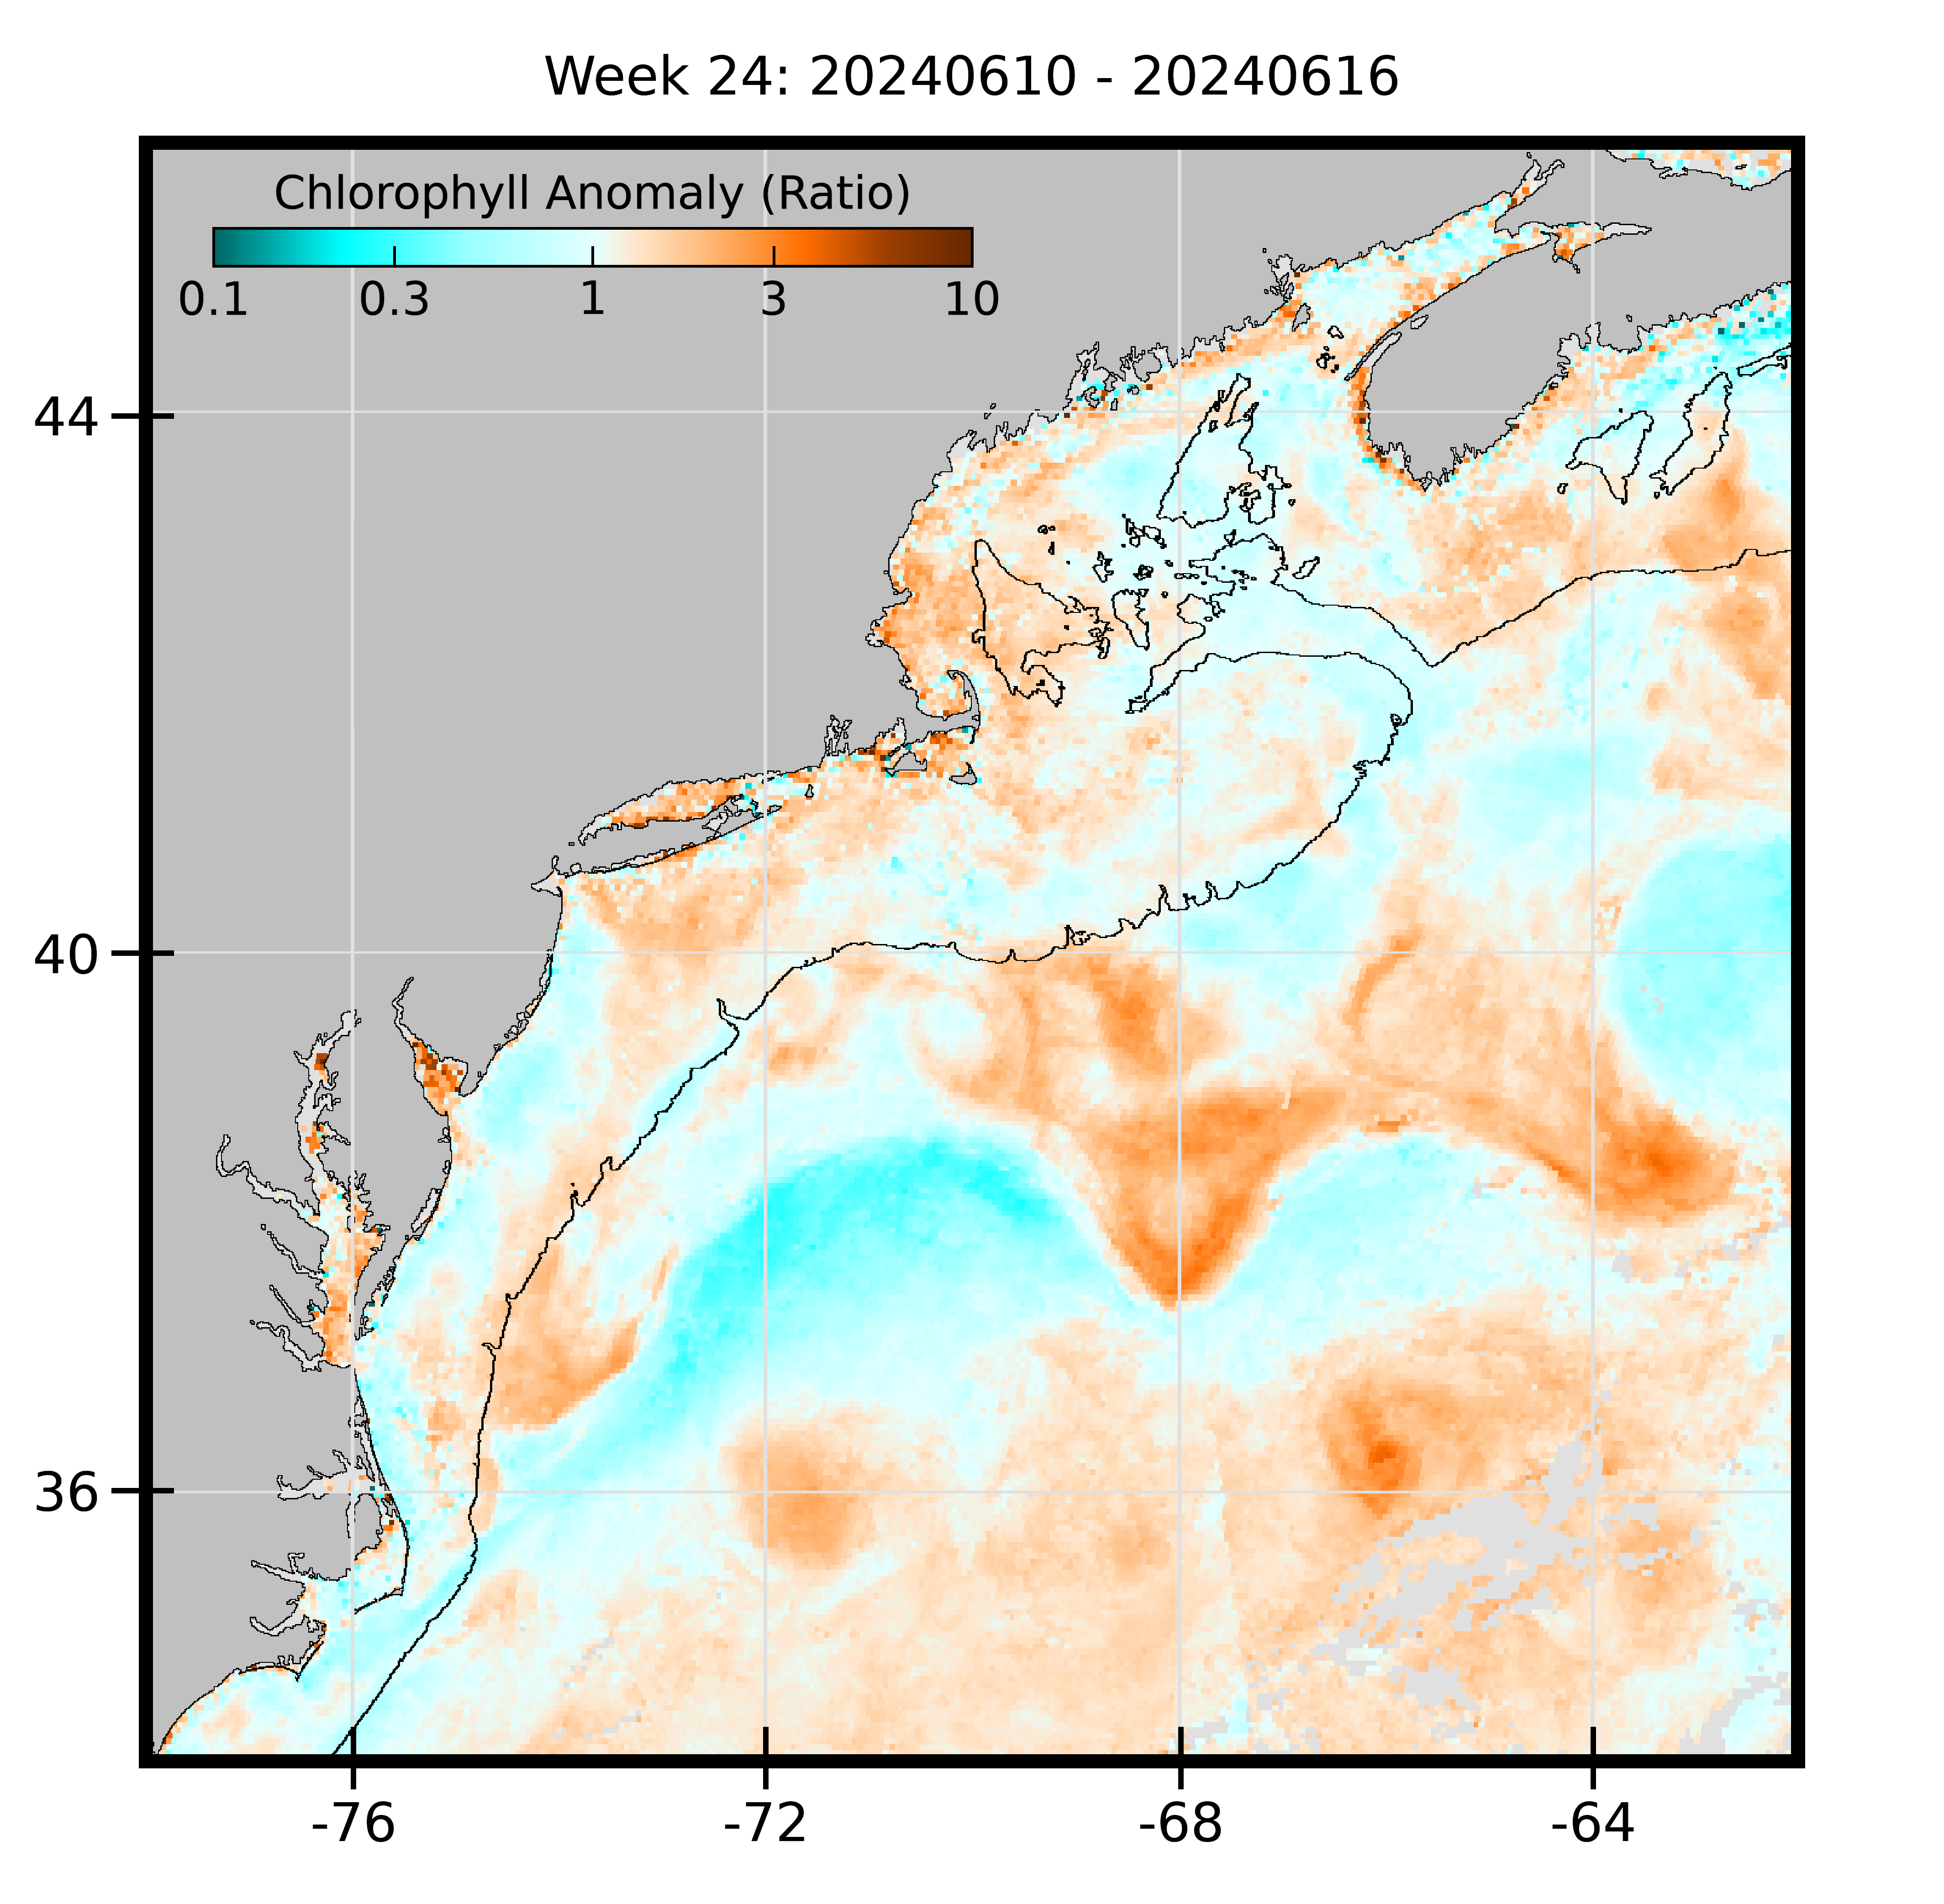 Week 24: 20240610 - 20240616
Chlorophyll Anomaly (Ratio)
0.1 0.3 1 3 10
44
40
36
-76 -72 -68 -64